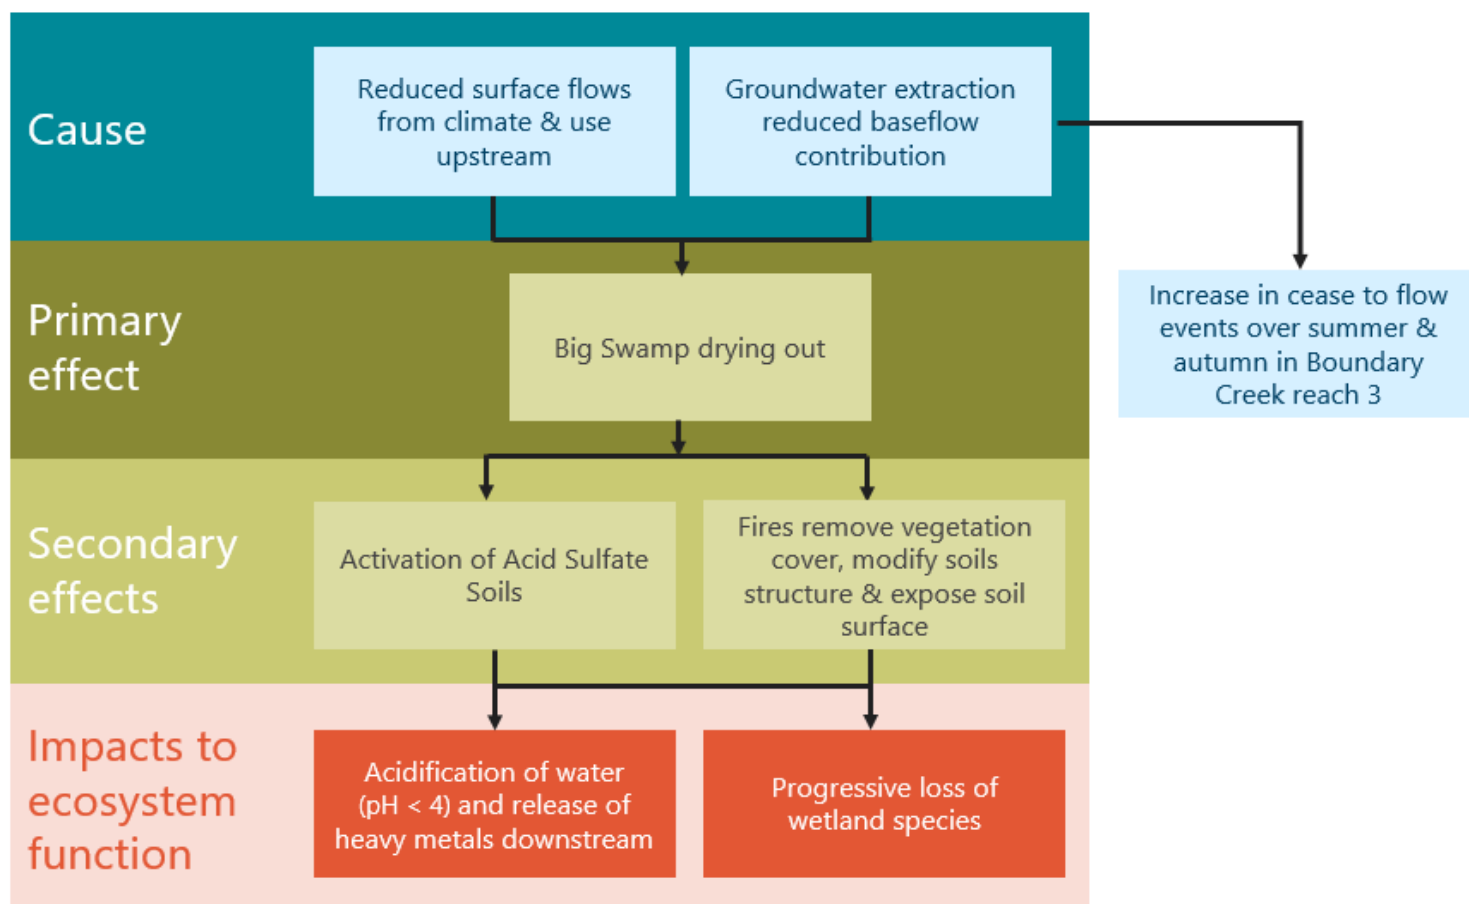 Cause
Reduced surface flows
from climate & use
upstream
Groundwater extraction
reduced baseflow
contribution
Primary
effect
Big Swamp drying out
Increase in cease to flow
events over summer &
autumn in Boundary
Creek reach 3
Secondary
effects
Activation of Acid Sulfate
Soils
Fires remove vegetation
cover, modify soils
structure & expose soil
surface
Impacts to
ecosystem
function
Acidification of water
(pH < 4) and release of
heavy metals downstream
Progressive loss of
wetland species